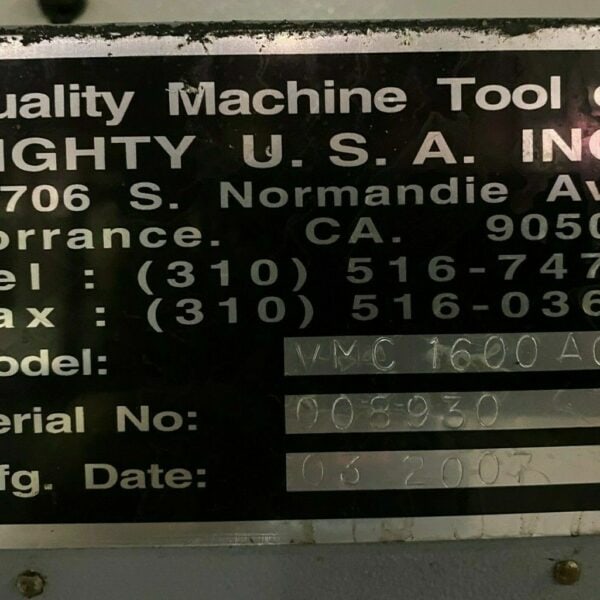 uality Machine Tool o
IGHTY U. S. A. INC
706 S. Normandie Av
orrance. CA. 9050
el : (310) 516-747
ax : (310) 516-036
odel: VMC 1600 AC
erial No: 008930
fg. Date: 03 2007